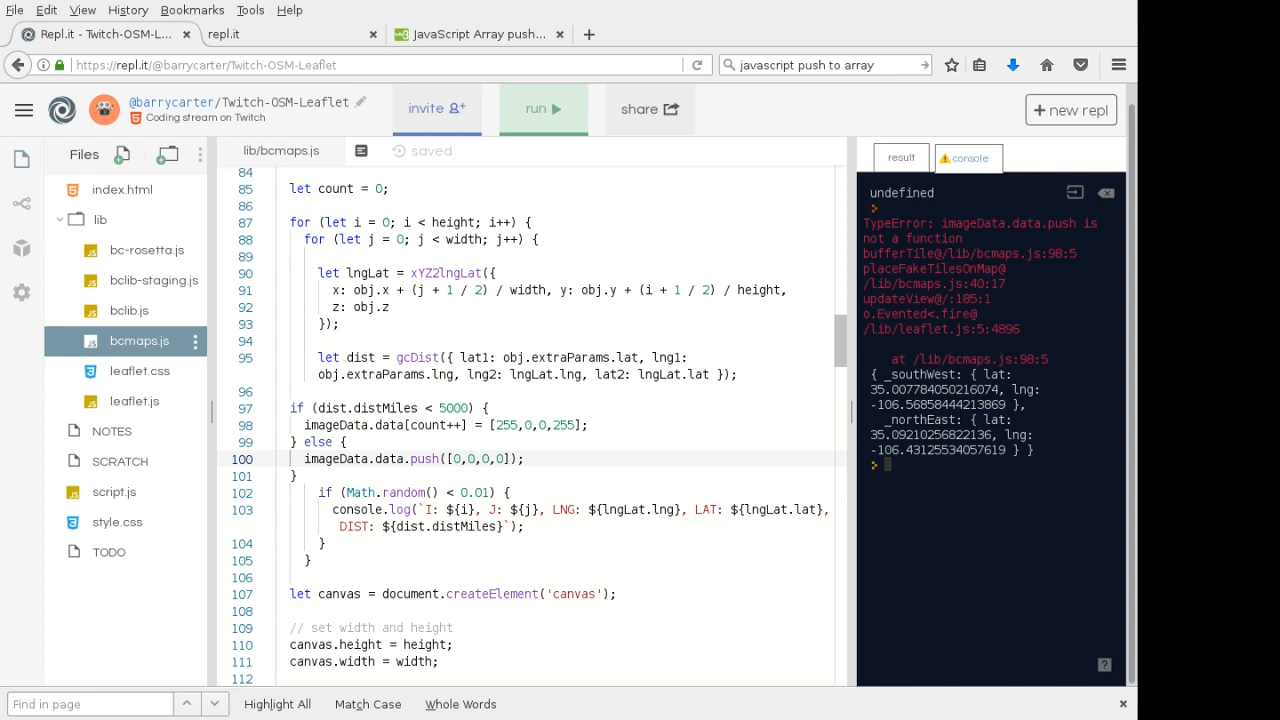 File Edit View History Bookmarks Tools Help
Repl.it - Twitch-OSM-L... × repl.it × JavaScript Array push... ×
https://repl.it/@barrycarter/Twitch-OSM-Leaflet
javascript push to array
@barrycarter/Twitch-OSM-Leaflet
Coding stream on Twitch
invite
run
share
+ new repl
Files
lib/bcmaps.js
saved
result
console
index.html
lib
bc-rosetta.js
bclib-staging.js
bclib.js
bcmaps.js
leaflet.css
leaflet.js
NOTES
SCRATCH
script.js
style.css
TODO
84
85 let count = 0;
86
87 for (let i = 0; i < height; i++) {
88 for (let j = 0; j < width; j++) {
89
90 let lngLat = xYZ2lngLat({
91 x: obj.x + (j + 1 / 2) / width, y: obj.y + (i + 1 / 2) / height,
92 z: obj.z
93 });
94
95 let dist = gcDist({ lat1: obj.extraParams.lat, lng1:
obj.extraParams.lng, lng2: lngLat.lng, lat2: lngLat.lat });
96
97 if (dist.distMiles < 5000) {
98 imageData.data[count++] = [255,0,0,255];
99 } else {
100 imageData.data.push([0,0,0,0]);
101 }
102 if (Math.random() < 0.01) {
103 console.log(`I: ${i}, J: ${j}, LNG: ${lngLat.lng}, LAT: ${lngLat.lat},
DIST: ${dist.distMiles}`);
104 }
105 }
106
107 let canvas = document.createElement('canvas');
108
109 // set width and height
110 canvas.height = height;
111 canvas.width = width;
112
undefined
>
TypeError: imageData.data.push is
not a function
bufferTile@/lib/bcmaps.js:98:5
placeFakeTilesOnMap@
/lib/bcmaps.js:40:17
updateView@/:185:1
o.Evented<.fire@
/lib/leaflet.js:5:4896
at /lib/bcmaps.js:98:5
{ _southWest: { lat:
35.007784050216074, lng:
-106.56858444213869 },
_northEast: { lat:
35.09210256822136, lng:
-106.43125534057619 } }
>
?
Find in page
Highlight All Match Case Whole Words ×